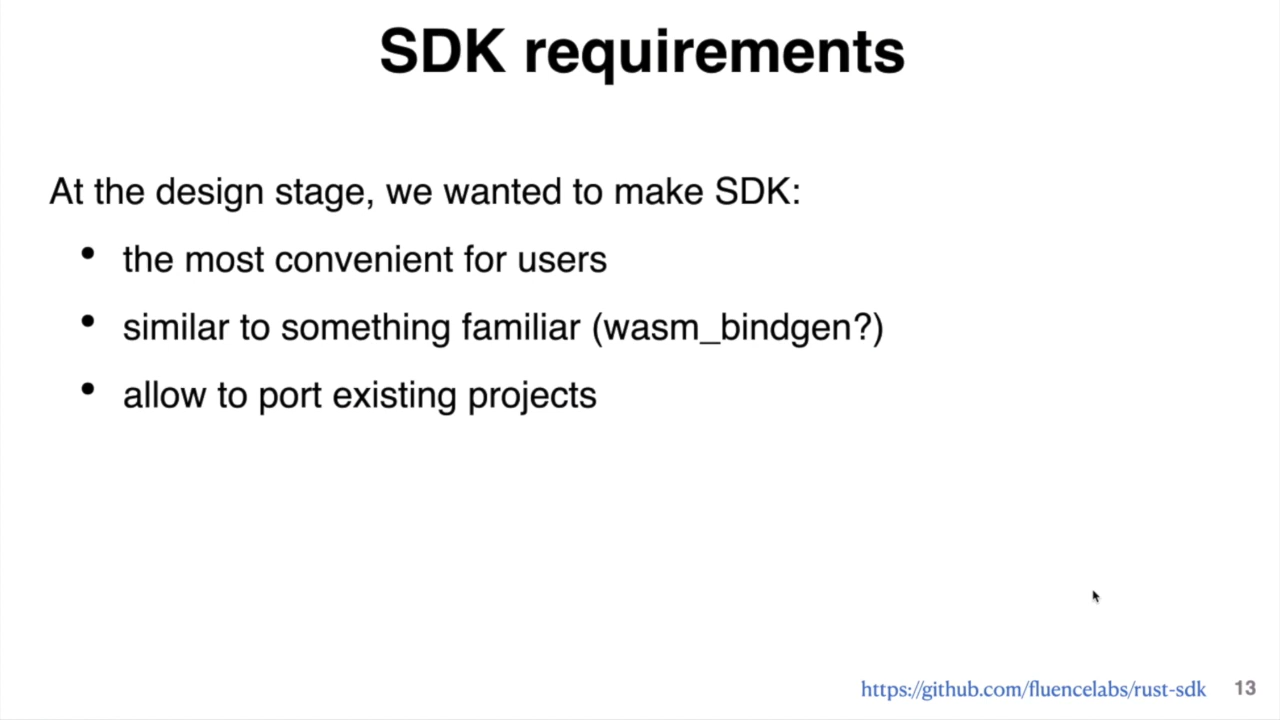 SDK requirements
At the design stage, we wanted to make SDK:
• the most convenient for users
• similar to something familiar (wasm_bindgen?)
• allow to port existing projects
https://github.com/fluencelabs/rust-sdk 13